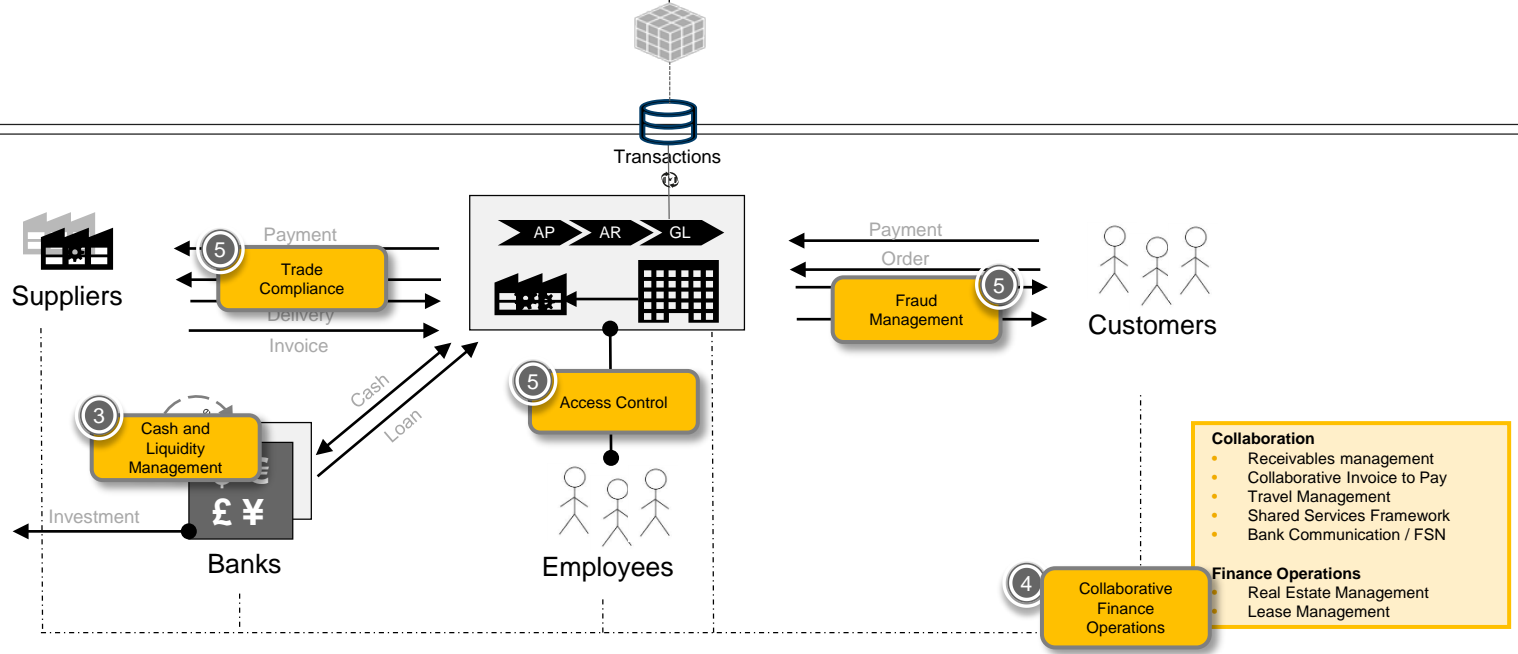 Transactions
AP
AR
GL
Payment
Payment
Order
5
Trade
Compliance
Delivery
Invoice
Suppliers
5
Fraud
Management
Customers
Cash
Loan
5
Access Control
3
Cash and
Liquidity
Management
€
£ ¥
Investment
Banks
Employees
Collaboration
• Receivables management
• Collaborative Invoice to Pay
• Travel Management
• Shared Services Framework
• Bank Communication / FSN
Finance Operations
• Real Estate Management
• Lease Management
4
Collaborative
Finance
Operations